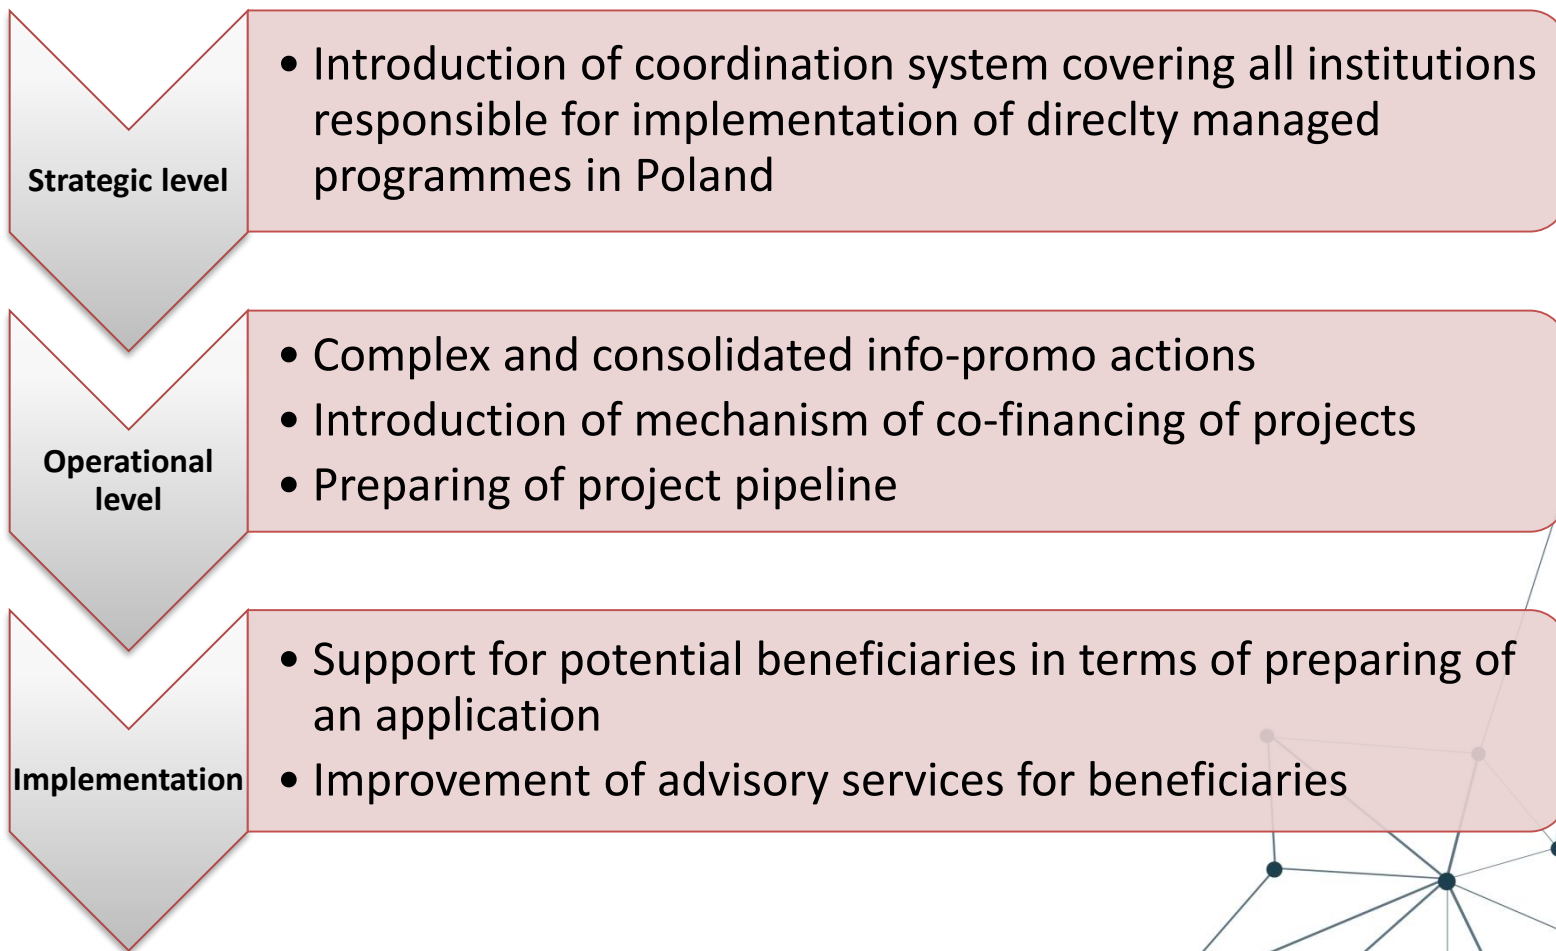 Strategic level
• Introduction of coordination system covering all institutions
responsible for implementation of direclty managed
programmes in Poland
Operational
level
• Complex and consolidated info-promo actions
• Introduction of mechanism of co-financing of projects
• Preparing of project pipeline
Implementation
• Support for potential beneficiaries in terms of preparing of
an application
• Improvement of advisory services for beneficiaries